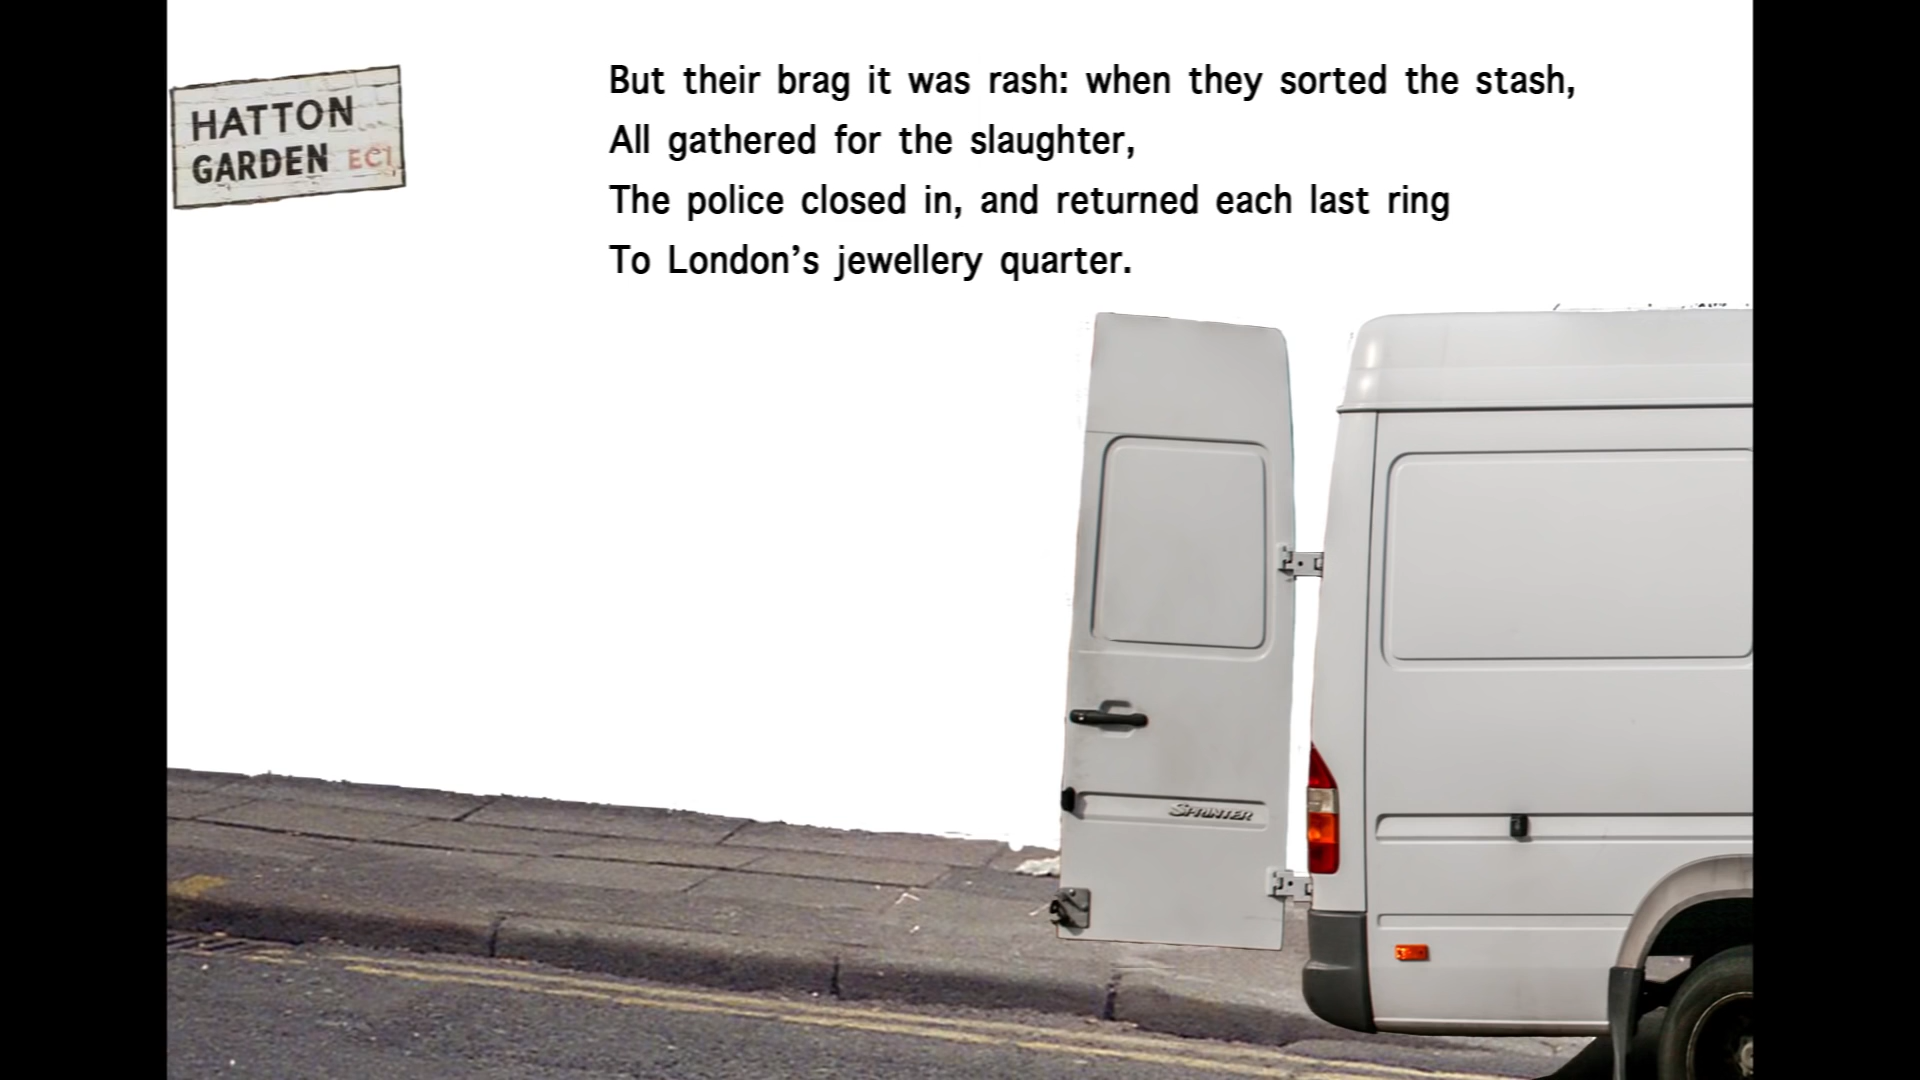 HATTON
GARDEN EC1
But their brag it was rash: when they sorted the stash,
All gathered for the slaughter,
The police closed in, and returned each last ring
To London’s jewellery quarter.
SPRINTER